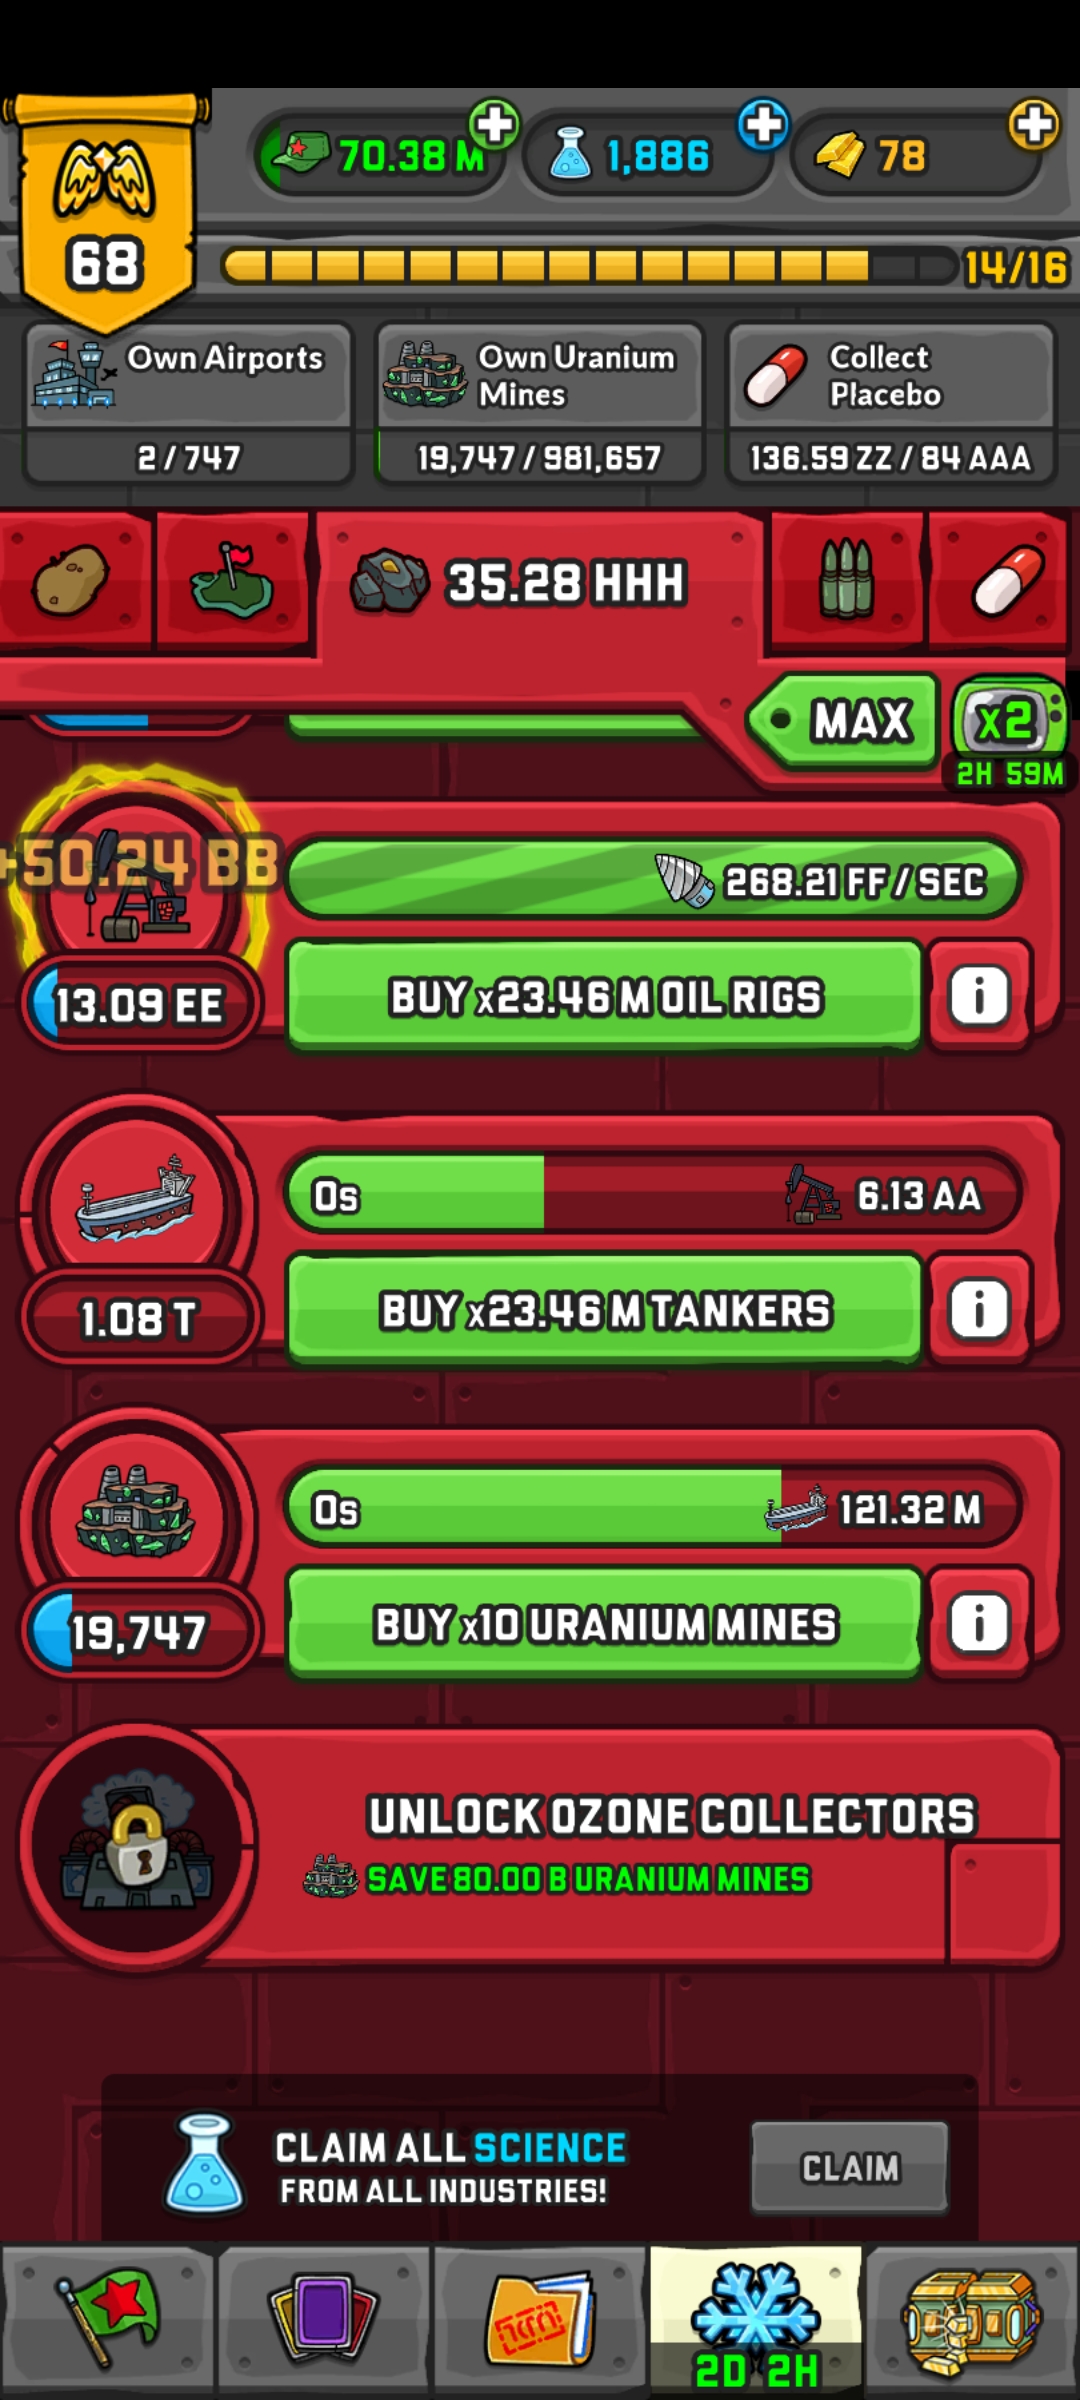 70.38 M
1,886
78
68
14/16
Own Airports
2 / 747
Own Uranium
Mines
19,747 / 981,657
Collect
Placebo
136.59 ZZ / 84 AAA
35.28 HHH
MAX
x2
2H 59M
+50.24 BB
268.21 FF / SEC
13.09 EE
BUY x23.46 M OIL RIGS
i
0s
6.13 AA
1.08 T
BUY x23.46 M TANKERS
i
0s
121.32 M
19,747
BUY x10 URANIUM MINES
i
UNLOCK OZONE COLLECTORS
SAVE 80.00 B URANIUM MINES
CLAIM ALL SCIENCE
FROM ALL INDUSTRIES!
CLAIM
2D 2H